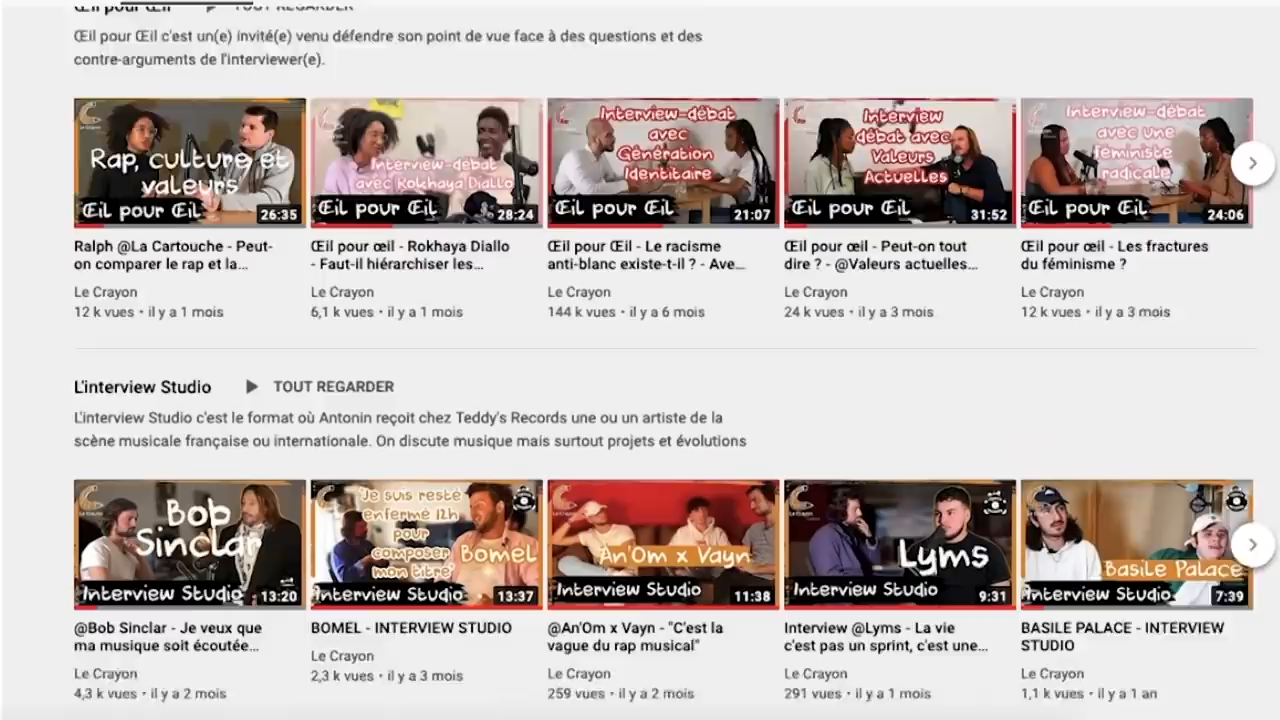 Œil pour Œil TOUT REGARDER
Œil pour Œil c'est un(e) invité(e) venu défendre son point de vue face à des questions et des
contre-arguments de l'interviewer(e).
Rap, culture et
valeurs
Œil pour Œil
26:35
Interview-débat
avec Rokhaya Diallo
Œil pour Œil
28:24
Interview-débat
avec
Génération
Identitaire
Œil pour Œil
21:07
Interview
débat avec
Valeurs
Actuelles
Œil pour Œil
31:52
Interview-débat
avec une
féministe
radicale
Œil pour Œil
24:06
Ralph @La Cartouche - Peut-
on comparer le rap et la...
Le Crayon
12 k vues • il y a 1 mois
Œil pour œil - Rokhaya Diallo
- Faut-il hiérarchiser les...
Le Crayon
6,1 k vues • il y a 1 mois
Œil pour Œil - Le racisme
anti-blanc existe-t-il ? - Ave...
Le Crayon
144 k vues • il y a 6 mois
Œil pour œil - Peut-on tout
dire ? - @Valeurs actuelles...
Le Crayon
24 k vues • il y a 3 mois
Œil pour œil - Les fractures
du féminisme ?
Le Crayon
12 k vues • il y a 3 mois
L'interview Studio TOUT REGARDER
L'interview Studio c'est le format où Antonin reçoit chez Teddy's Records une ou un artiste de la
scène musicale française ou internationale. On discute musique mais surtout projets et évolutions
Bob
Sinclar
Interview Studio
13:20
"Je suis resté
enfermé 12h
pour
composer
mon titre"
Bomel
Interview Studio
13:37
An'Om x Vayn
Interview Studio
11:38
Lyms
Interview Studio
9:31
Basile Palace
Interview Studio
7:39
@Bob Sinclar - Je veux que
ma musique soit écoutée...
Le Crayon
4,3 k vues • il y a 2 mois
BOMEL - INTERVIEW STUDIO
Le Crayon
2,3 k vues • il y a 3 mois
@An'Om x Vayn - "C'est la
vague du rap musical"
Le Crayon
259 vues • il y a 2 mois
Interview @Lyms - La vie
c'est pas un sprint, c'est une...
Le Crayon
291 vues • il y a 1 mois
BASILE PALACE - INTERVIEW
STUDIO
Le Crayon
1,1 k vues • il y a 1 an